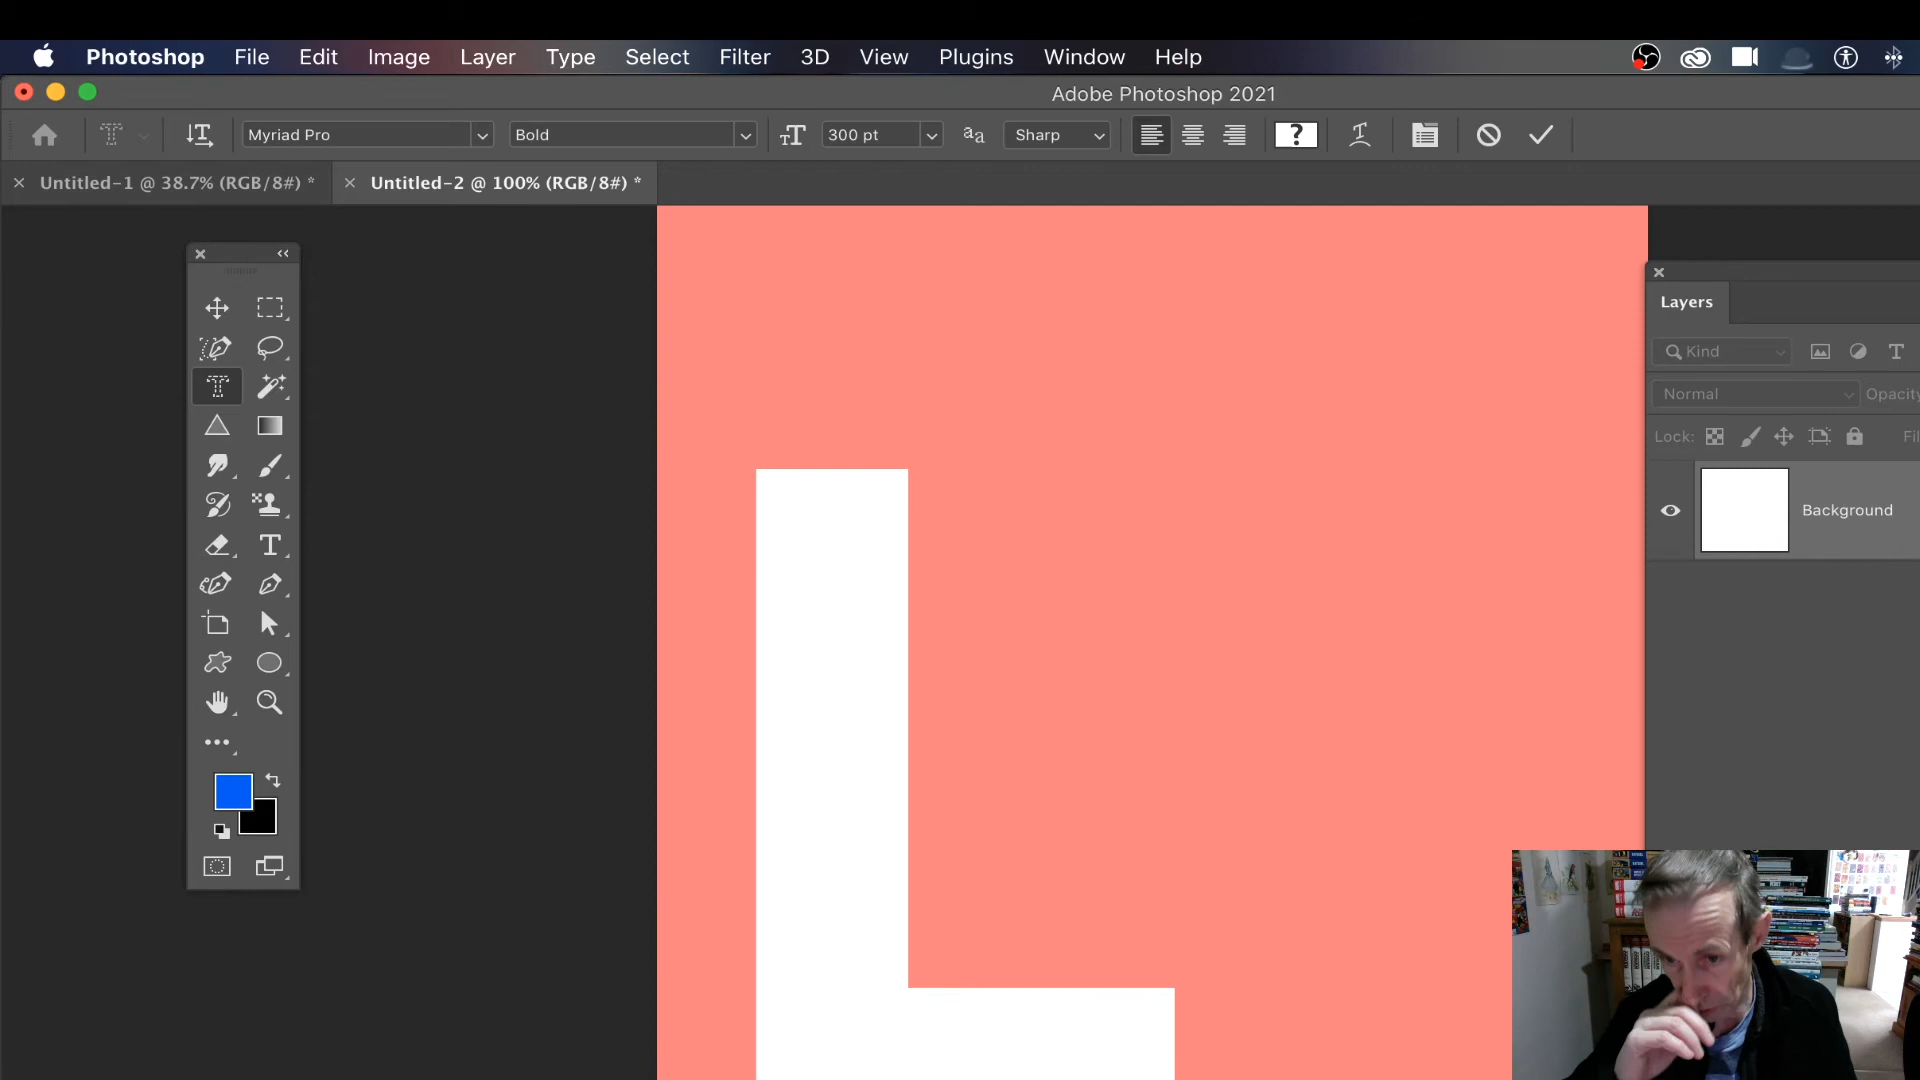 Photoshop File Edit Image Layer Type Select Filter 3D View Plugins Window Help
Adobe Photoshop 2021
Myriad Pro Bold 300 pt Sharp
Untitled-1 @ 38.7% (RGB/8#) * Untitled-2 @ 100% (RGB/8#) *
Layers
Kind
Normal Opacity
Lock: Fil
Background
L